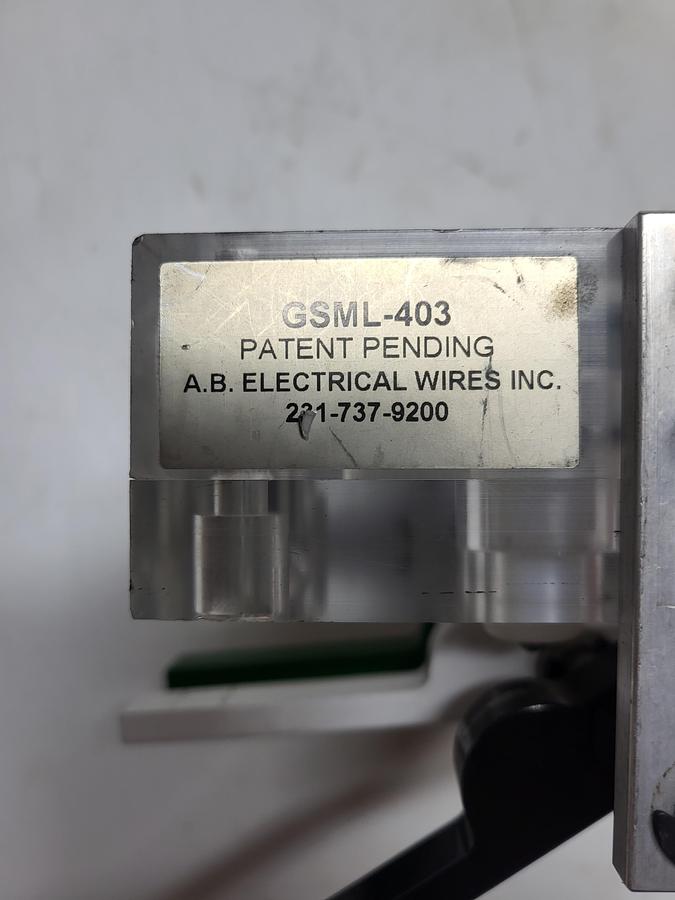 GSML-403
PATENT PENDING
A.B. ELECTRICAL WIRES INC.
231-737-9200